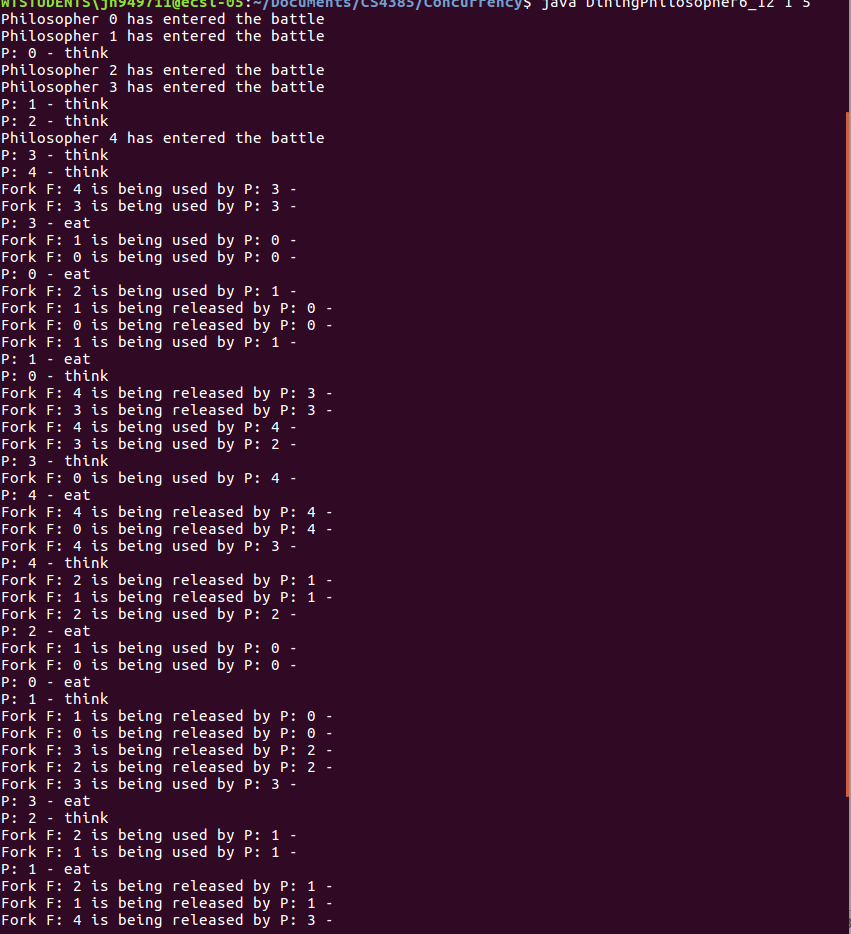 WTSTUDENTS\jh949711@ecsl-05:~/Documents/CS4385/Concurrency$ java DiningPhilosopher6_12 1 5
Philosopher 0 has entered the battle
Philosopher 1 has entered the battle
P: 0 - think
Philosopher 2 has entered the battle
Philosopher 3 has entered the battle
P: 1 - think
P: 2 - think
Philosopher 4 has entered the battle
P: 3 - think
P: 4 - think
Fork F: 4 is being used by P: 3 -
Fork F: 3 is being used by P: 3 -
P: 3 - eat
Fork F: 1 is being used by P: 0 -
Fork F: 0 is being used by P: 0 -
P: 0 - eat
Fork F: 2 is being used by P: 1 -
Fork F: 1 is being released by P: 0 -
Fork F: 0 is being released by P: 0 -
Fork F: 1 is being used by P: 1 -
P: 1 - eat
P: 0 - think
Fork F: 4 is being released by P: 3 -
Fork F: 3 is being released by P: 3 -
Fork F: 4 is being used by P: 4 -
Fork F: 3 is being used by P: 2 -
P: 3 - think
Fork F: 0 is being used by P: 4 -
P: 4 - eat
Fork F: 4 is being released by P: 4 -
Fork F: 0 is being released by P: 4 -
Fork F: 4 is being used by P: 3 -
P: 4 - think
Fork F: 2 is being released by P: 1 -
Fork F: 1 is being released by P: 1 -
Fork F: 2 is being used by P: 2 -
P: 2 - eat
Fork F: 1 is being used by P: 0 -
Fork F: 0 is being used by P: 0 -
P: 0 - eat
P: 1 - think
Fork F: 1 is being released by P: 0 -
Fork F: 0 is being released by P: 0 -
Fork F: 3 is being released by P: 2 -
Fork F: 2 is being released by P: 2 -
Fork F: 3 is being used by P: 3 -
P: 3 - eat
P: 2 - think
Fork F: 2 is being used by P: 1 -
Fork F: 1 is being used by P: 1 -
P: 1 - eat
Fork F: 2 is being released by P: 1 -
Fork F: 1 is being released by P: 1 -
Fork F: 4 is being released by P: 3 -